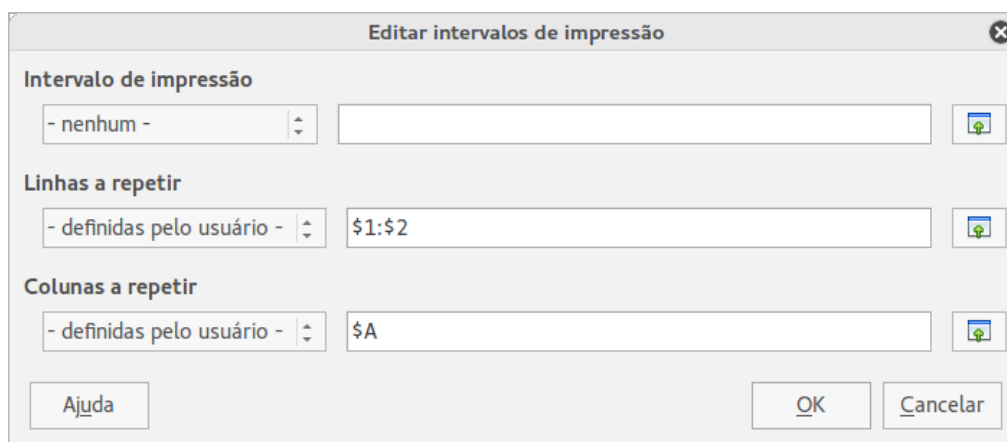 Editar intervalos de impressão
Intervalo de impressão
- nenhum -
Linhas a repetir
- definidas pelo usuário - $1:$2
Colunas a repetir
- definidas pelo usuário - $A
Ajuda OK Cancelar